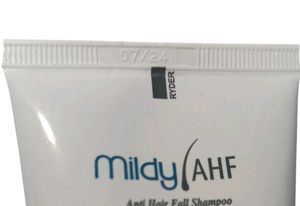 07/24
RYDER
Mildy AHF
Anti Hair Fall Shampoo